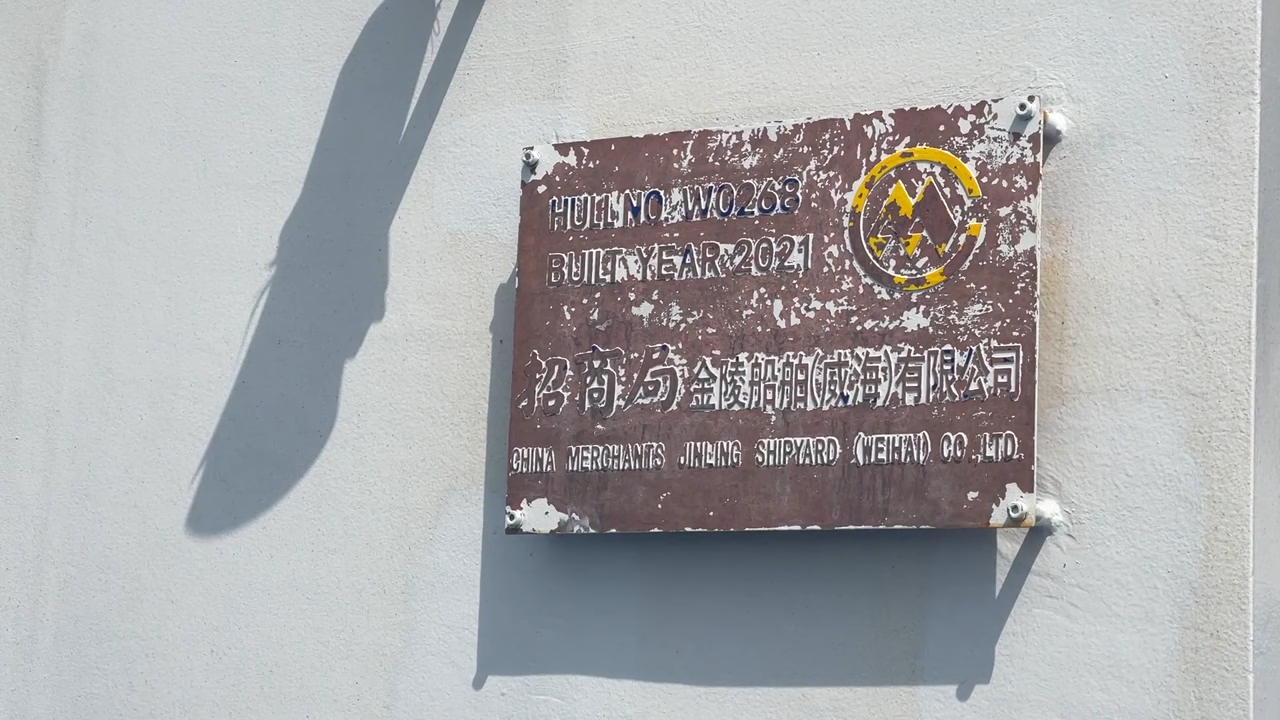 HULL NO. W0268
BUILT YEAR 2021
招商局 金陵船舶(威海)有限公司
CHINA MERCHANTS JINLING SHIPYARD (WEIHAI) CO.,LTD.